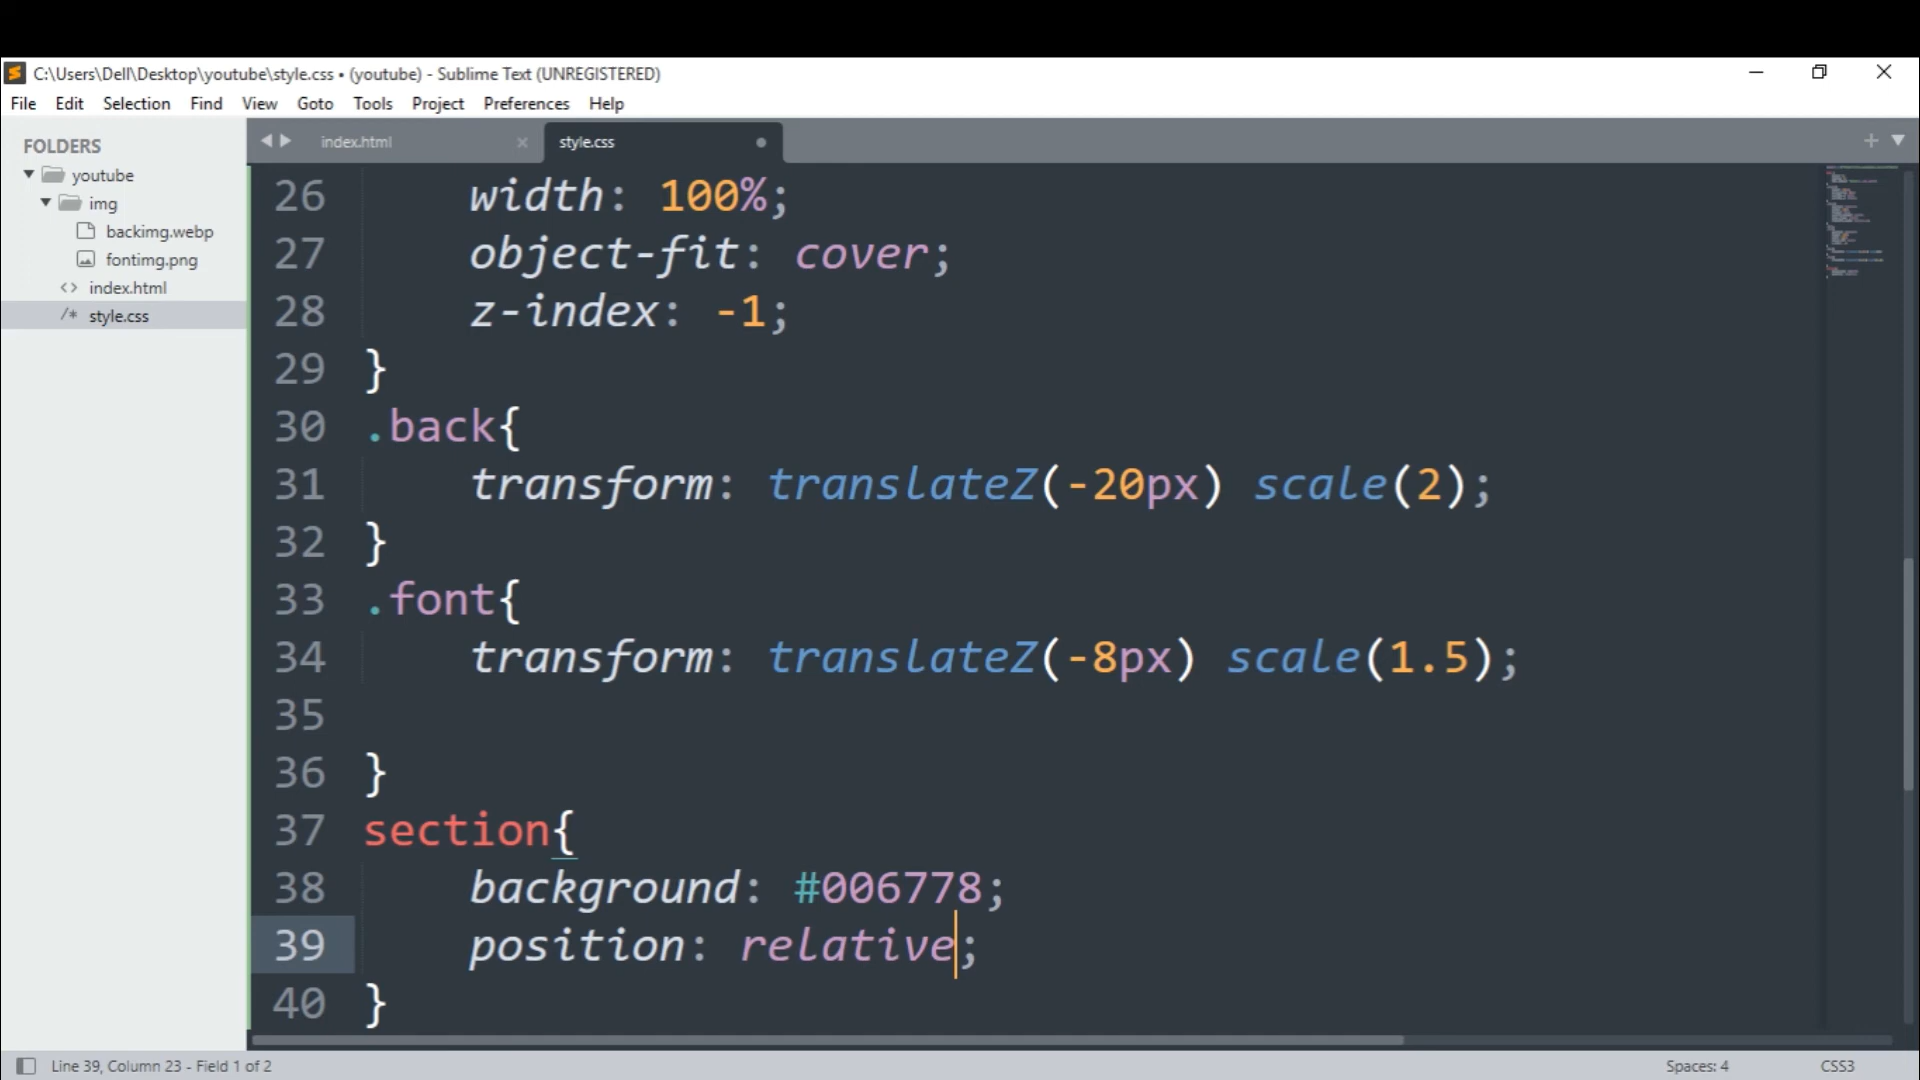 C:\Users\Dell\Desktop\youtube\style.css • (youtube) - Sublime Text (UNREGISTERED)
File Edit Selection Find View Goto Tools Project Preferences Help
FOLDERS
youtube
img
backimg.webp
fontimg.png
<> index.html
/* style.css
index.html
style.css
26 width: 100%;
27 object-fit: cover;
28 z-index: -1;
29 }
30 .back{
31 transform: translateZ(-20px) scale(2);
32 }
33 .font{
34 transform: translateZ(-8px) scale(1.5);
35
36 }
37 section{
38 background: #006778;
39 position: relative;
40 }
Line 39, Column 23 - Field 1 of 2
Spaces: 4
CSS3